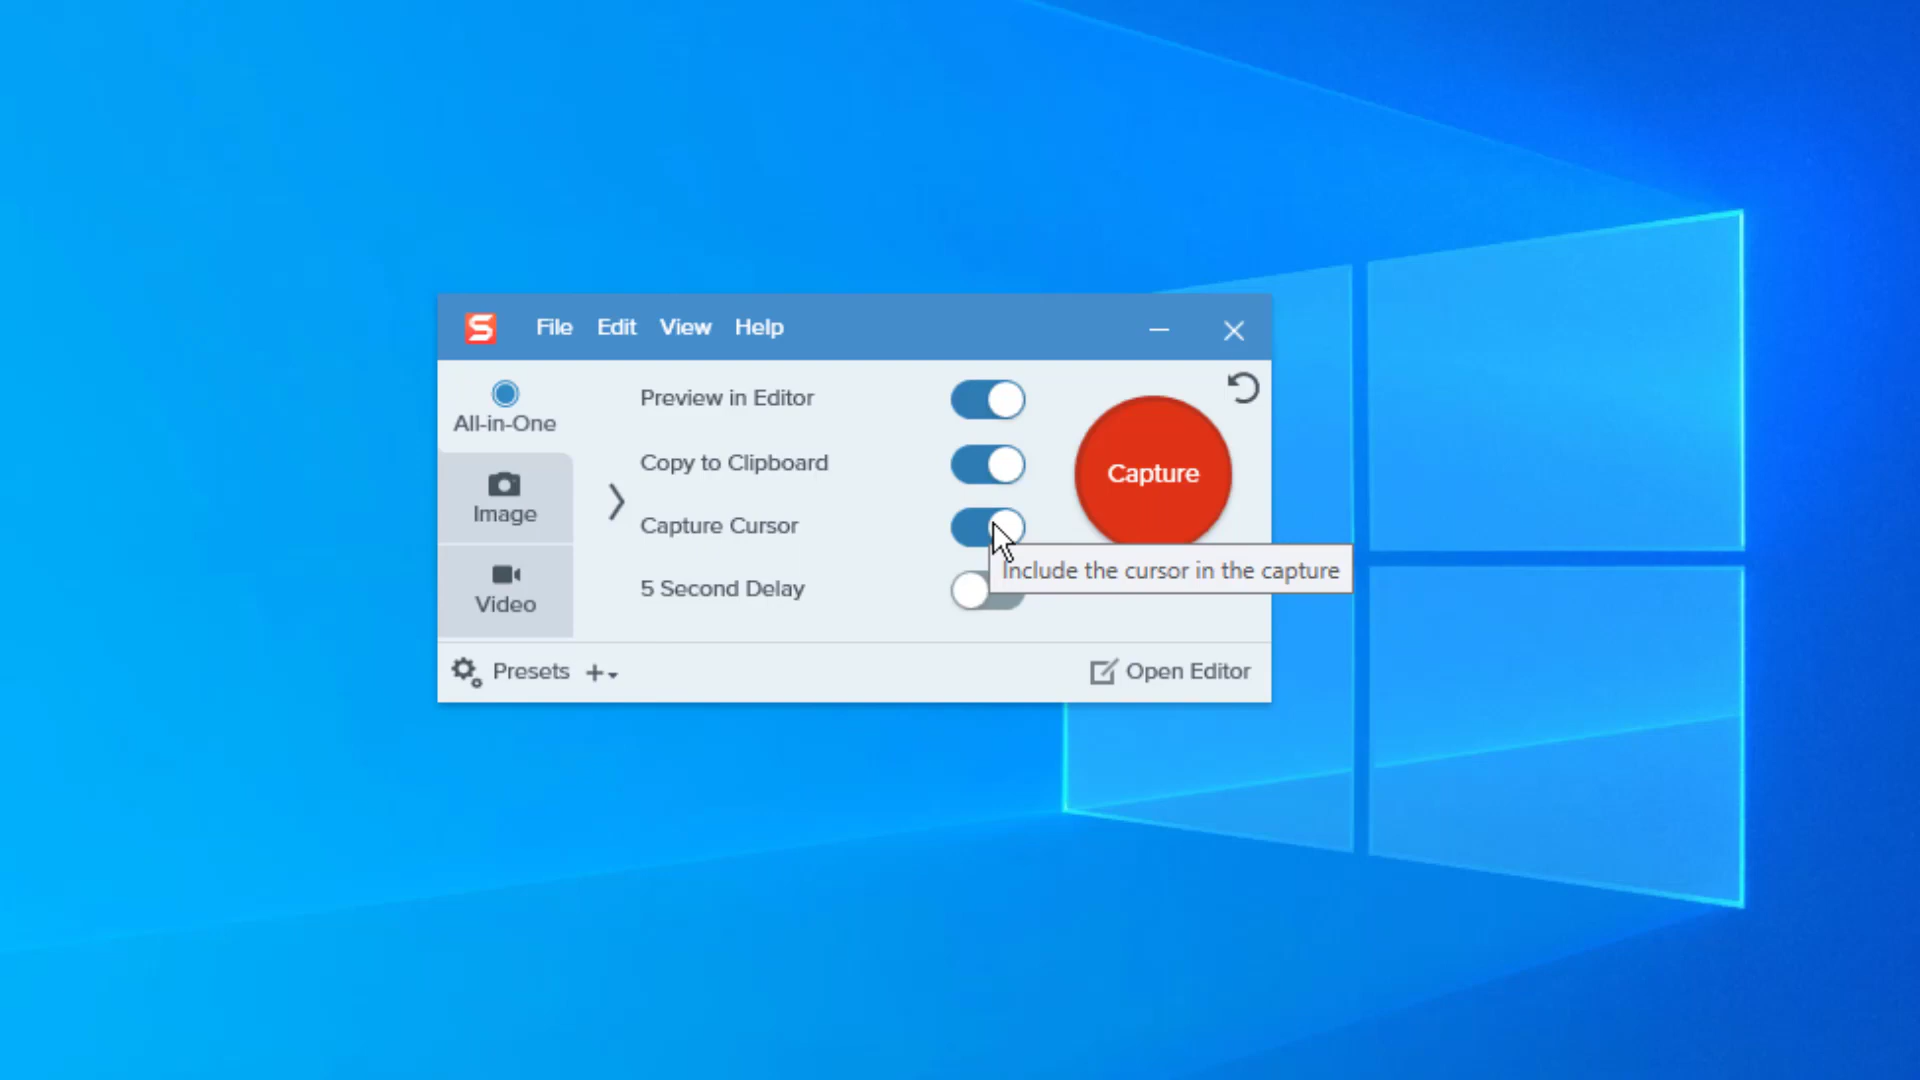 File Edit View Help
All-in-One
Preview in Editor
Copy to Clipboard
Capture
Image
Capture Cursor
Include the cursor in the capture
5 Second Delay
Video
Presets
Open Editor